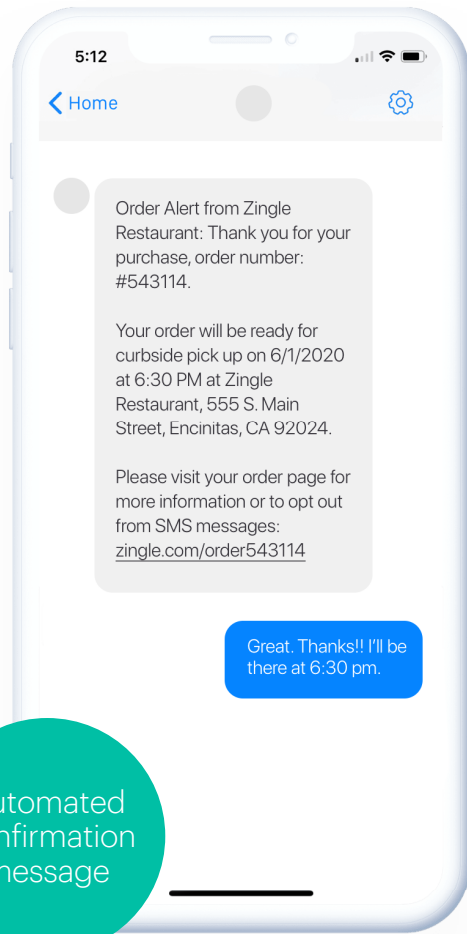 5:12
Home
Order Alert from Zingle
Restaurant: Thank you for your
purchase, order number:
#543114.
Your order will be ready for
curbside pick up on 6/1/2020
at 6:30 PM at Zingle
Restaurant, 555 S. Main
Street, Encinitas, CA 92024.
Please visit your order page for
more information or to opt out
from SMS messages:
zingle.com/order543114
Great. Thanks!! I'll be
there at 6:30 pm.
utomated
nfirmation
nessage